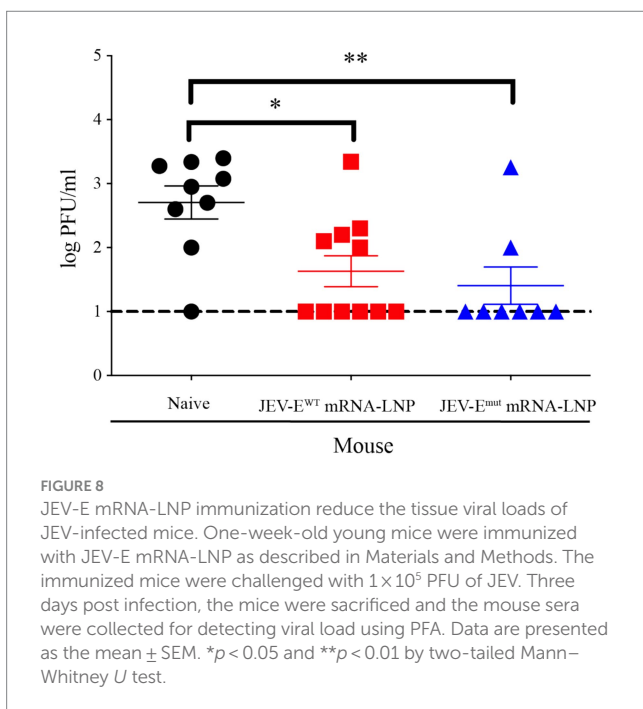 5
4
3
2
1
0
log PFU/ml
**
*
Naive JEV-Eᵂᵀ mRNA-LNP JEV-Eᵐᵘᵗ mRNA-LNP
Mouse
FIGURE 8
JEV-E mRNA-LNP immunization reduce the tissue viral loads of
JEV-infected mice. One-week-old young mice were immunized
with JEV-E mRNA-LNP as described in Materials and Methods. The
immunized mice were challenged with 1×10⁵ PFU of JEV. Three
days post infection, the mice were sacrificed and the mouse sera
were collected for detecting viral load using PFA. Data are presented
as the mean ± SEM. *p < 0.05 and **p < 0.01 by two-tailed Mann–
Whitney U test.